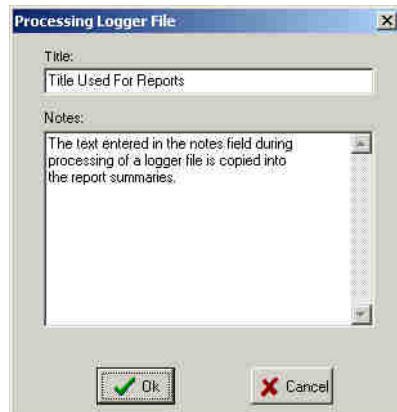 Processing Logger File
Title:
Title Used For Reports
Notes:
The text entered in the notes field during
processing of a logger file is copied into
the report summaries.
Ok
Cancel